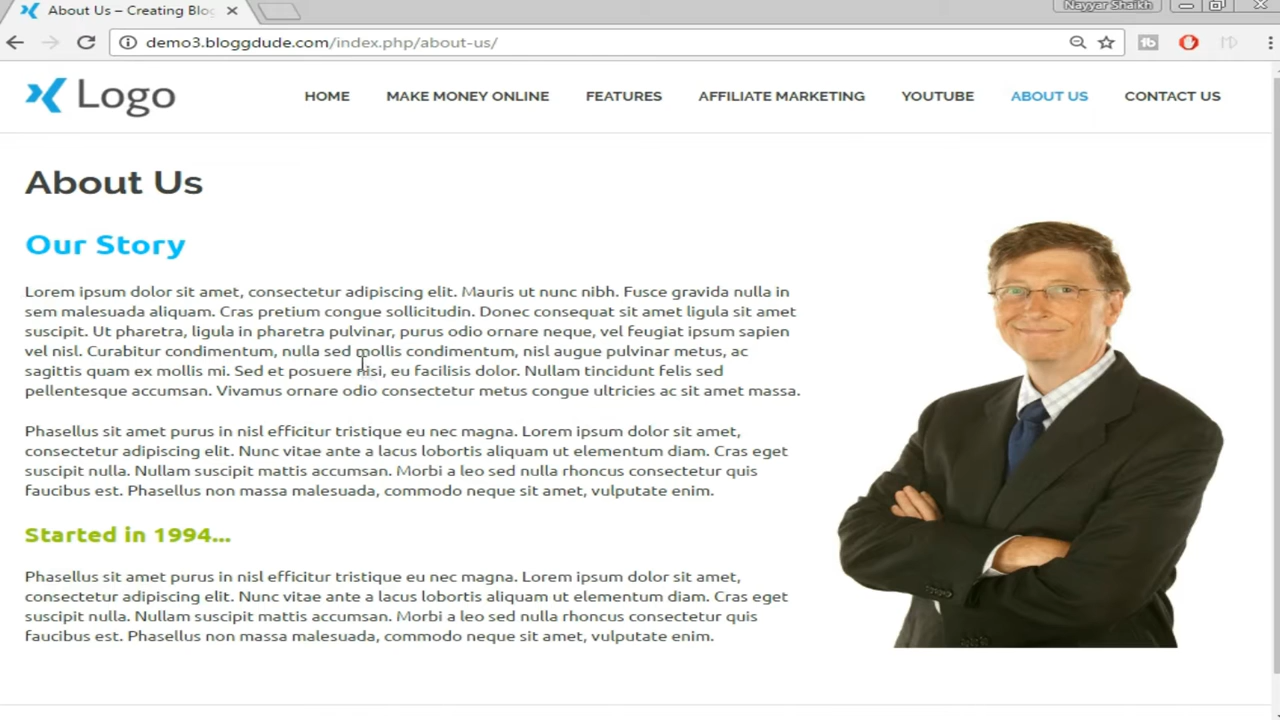 About Us – Creating Blog
Nayyar Shaikh
demo3.bloggdude.com/index.php/about-us/
Logo
HOME
MAKE MONEY ONLINE
FEATURES
AFFILIATE MARKETING
YOUTUBE
ABOUT US
CONTACT US
About Us
Our Story
Lorem ipsum dolor sit amet, consectetur adipiscing elit. Mauris ut nunc nibh. Fusce gravida nulla in
sem malesuada aliquam. Cras pretium congue sollicitudin. Donec consequat sit amet ligula sit amet
suscipit. Ut pharetra, ligula in pharetra pulvinar, purus odio ornare neque, vel feugiat ipsum sapien
vel nisl. Curabitur condimentum, nulla sed mollis condimentum, nisl augue pulvinar metus, ac
sagittis quam ex mollis mi. Sed et posuere nisi, eu facilisis dolor. Nullam tincidunt felis sed
pellentesque accumsan. Vivamus ornare odio consectetur metus congue ultricies ac sit amet massa.
Phasellus sit amet purus in nisl efficitur tristique eu nec magna. Lorem ipsum dolor sit amet,
consectetur adipiscing elit. Nunc vitae ante a lacus lobortis aliquam ut elementum diam. Cras eget
suscipit nulla. Nullam suscipit mattis accumsan. Morbi a leo sed nulla rhoncus consectetur quis
faucibus est. Phasellus non massa malesuada, commodo neque sit amet, vulputate enim.
Started in 1994...
Phasellus sit amet purus in nisl efficitur tristique eu nec magna. Lorem ipsum dolor sit amet,
consectetur adipiscing elit. Nunc vitae ante a lacus lobortis aliquam ut elementum diam. Cras eget
suscipit nulla. Nullam suscipit mattis accumsan. Morbi a leo sed nulla rhoncus consectetur quis
faucibus est. Phasellus non massa malesuada, commodo neque sit amet, vulputate enim.